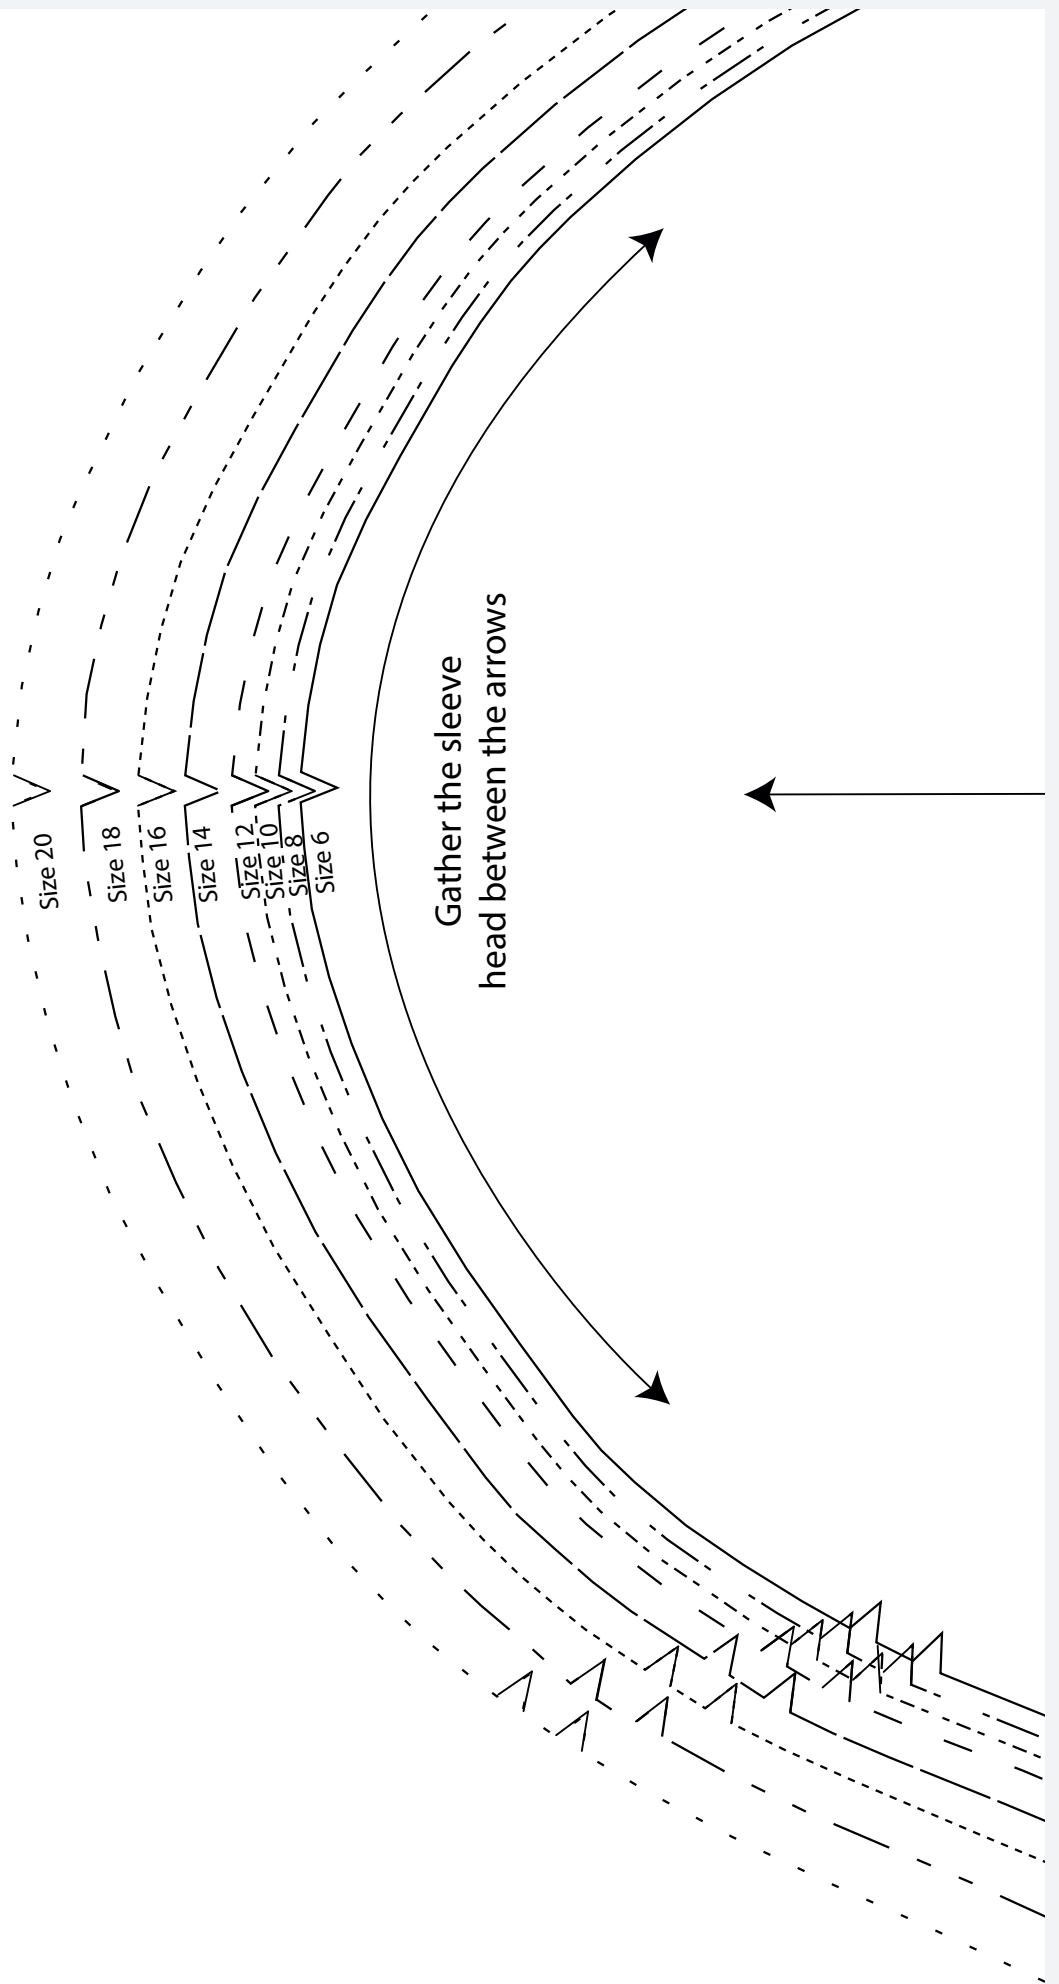 Size 20
Size 18
Size 16
Size 14
Size 12
Size 10
Size 8
Size 6
Gather the sleeve
head between the arrows